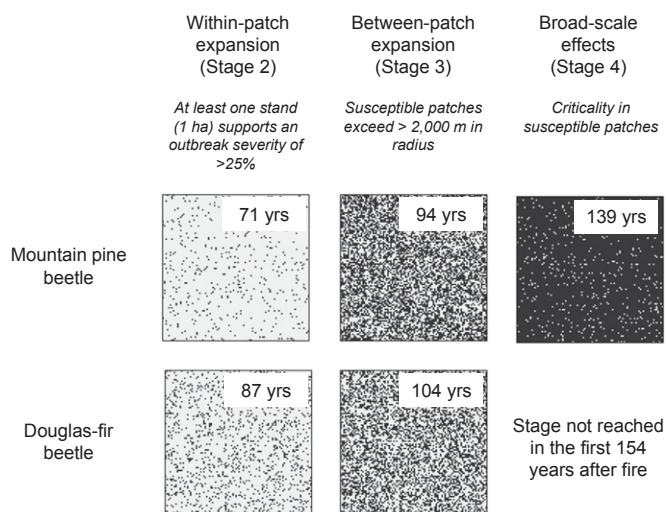 Within-patch
expansion
(Stage 2)
Between-patch
expansion
(Stage 3)
Broad-scale
effects
(Stage 4)
At least one stand
(1 ha) supports an
outbreak severity of
>25%
Susceptible patches
exceed > 2,000 m in
radius
Criticality in
susceptible patches
Mountain pine
beetle
71 yrs
94 yrs
139 yrs
Douglas-fir
beetle
87 yrs
104 yrs
Stage not reached
in the first 154
years after fire